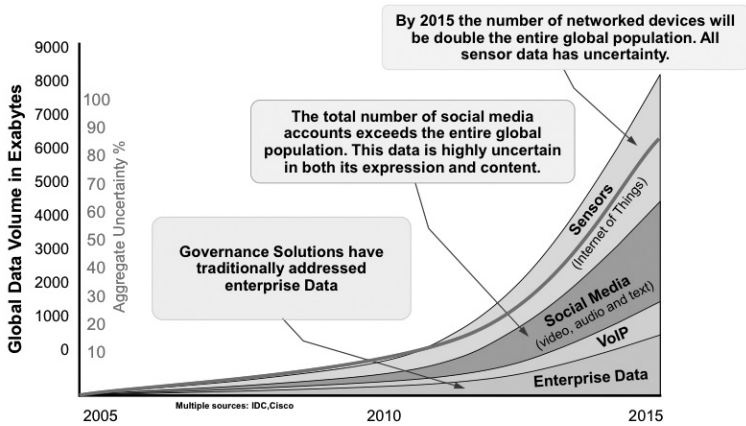 By 2015 the number of networked devices will
be double the entire global population. All
sensor data has uncertainty.
The total number of social media
accounts exceeds the entire global
population. This data is highly uncertain
in both its expression and content.
Governance Solutions have
traditionally addressed
enterprise Data
Global Data Volume in Exabytes
9000
8000
7000
6000
5000
4000
3000
2000
1000
0
Aggregate Uncertainty %
100
90
80
70
60
50
40
30
20
10
Sensors
(Internet of Things)
Social Media
(video, audio and text)
VoIP
Enterprise Data
Multiple sources: IDC,Cisco
2005
2010
2015